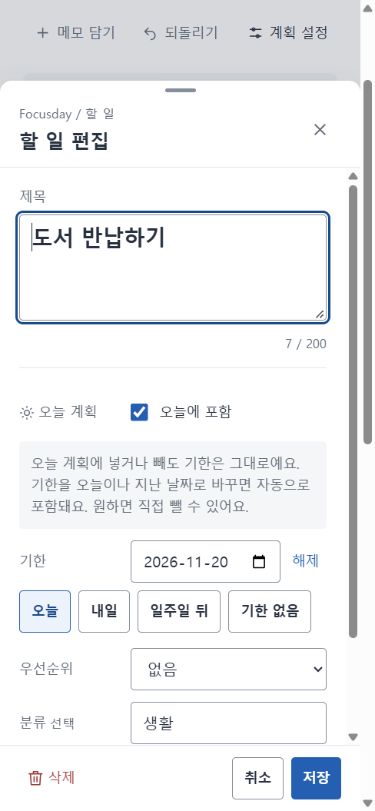 메모 담기 되돌리기 계획 설정
Focusday / 할 일
할 일 편집
제목
도서 반납하기
7 / 200
오늘 계획 오늘에 포함
오늘 계획에 넣거나 빼도 기한은 그대로예요.
기한을 오늘이나 지난 날짜로 바꾸면 자동으로
포함돼요. 원하면 직접 뺄 수 있어요.
기한 2026-11-20 해제
오늘 내일 일주일 뒤 기한 없음
우선순위 없음
분류 선택 생활
삭제 취소 저장